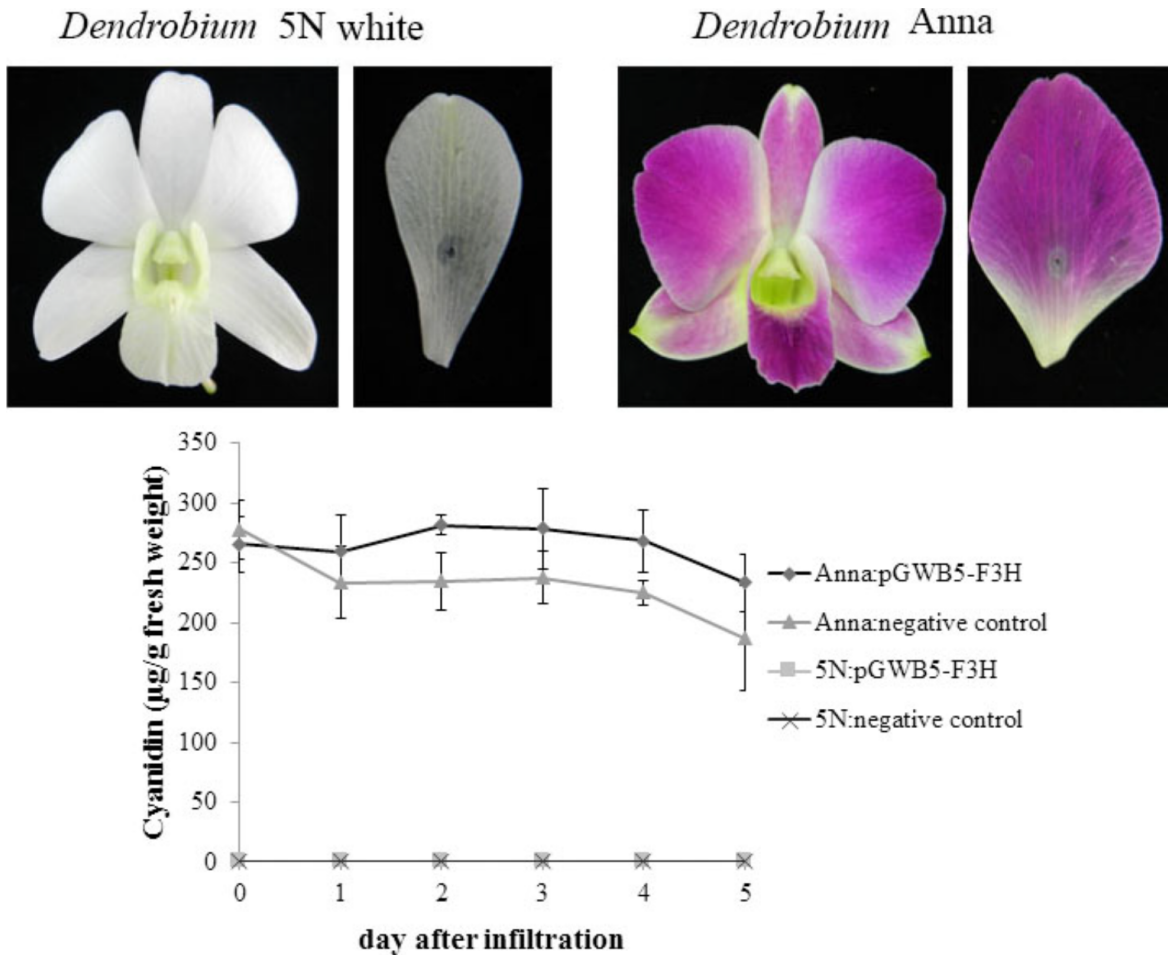 Dendrobium 5N white
Dendrobium Anna
Cyanidin (µg/g fresh weight)
350
300
250
200
150
100
50
0
0 1 2 3 4 5
day after infiltration
Anna:pGWB5-F3H
Anna:negative control
5N:pGWB5-F3H
5N:negative control